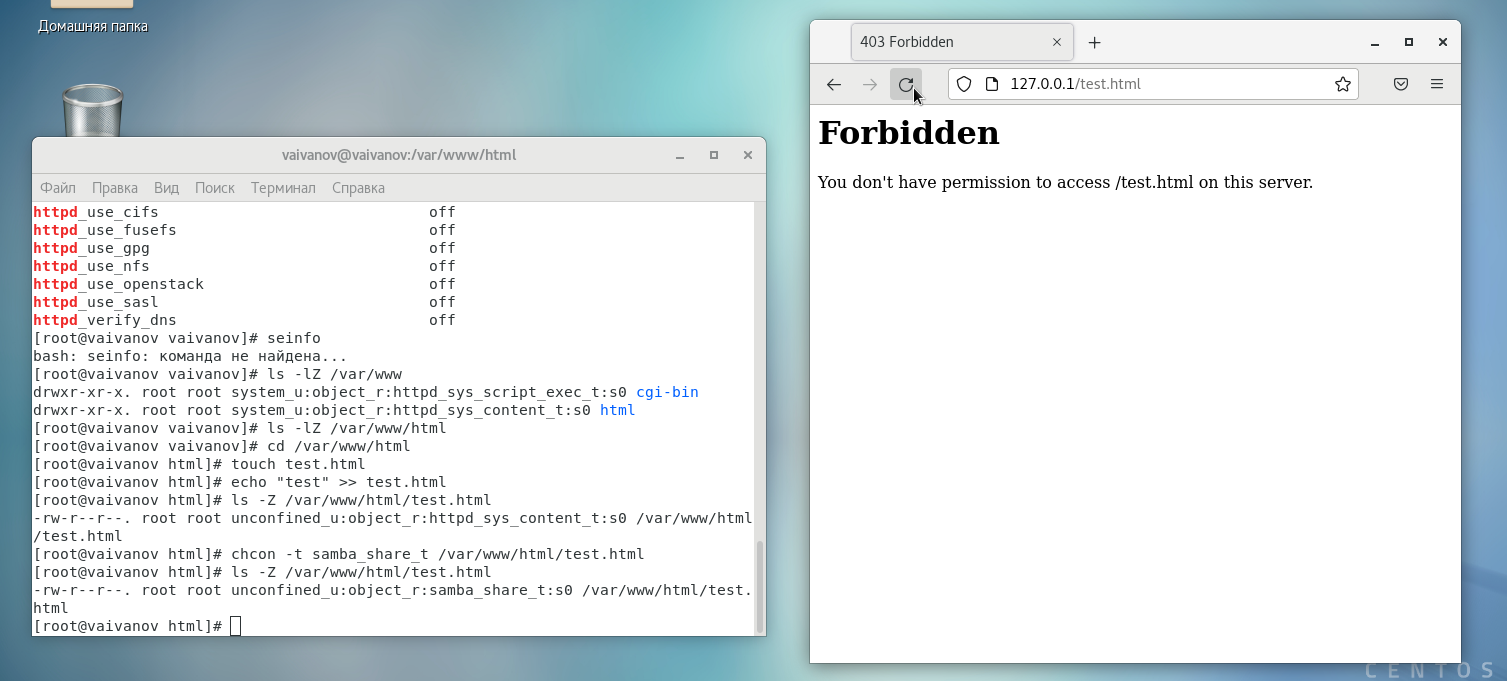 Домашняя папка
vaivanov@vaivanov:/var/www/html
Файл Правка Вид Поиск Терминал Справка
httpd_use_cifs off
httpd_use_fusefs off
httpd_use_gpg off
httpd_use_nfs off
httpd_use_openstack off
httpd_use_sasl off
httpd_verify_dns off
[root@vaivanov vaivanov]# seinfo
bash: seinfo: команда не найдена...
[root@vaivanov vaivanov]# ls -lZ /var/www
drwxr-xr-x. root root system_u:object_r:httpd_sys_script_exec_t:s0 cgi-bin
drwxr-xr-x. root root system_u:object_r:httpd_sys_content_t:s0 html
[root@vaivanov vaivanov]# ls -lZ /var/www/html
[root@vaivanov vaivanov]# cd /var/www/html
[root@vaivanov html]# touch test.html
[root@vaivanov html]# echo "test" >> test.html
[root@vaivanov html]# ls -Z /var/www/html/test.html
-rw-r--r--. root root unconfined_u:object_r:httpd_sys_content_t:s0 /var/www/html
/test.html
[root@vaivanov html]# chcon -t samba_share_t /var/www/html/test.html
[root@vaivanov html]# ls -Z /var/www/html/test.html
-rw-r--r--. root root unconfined_u:object_r:samba_share_t:s0 /var/www/html/test.
html
[root@vaivanov html]#
403 Forbidden
127.0.0.1/test.html
Forbidden
You don't have permission to access /test.html on this server.
CENTOS